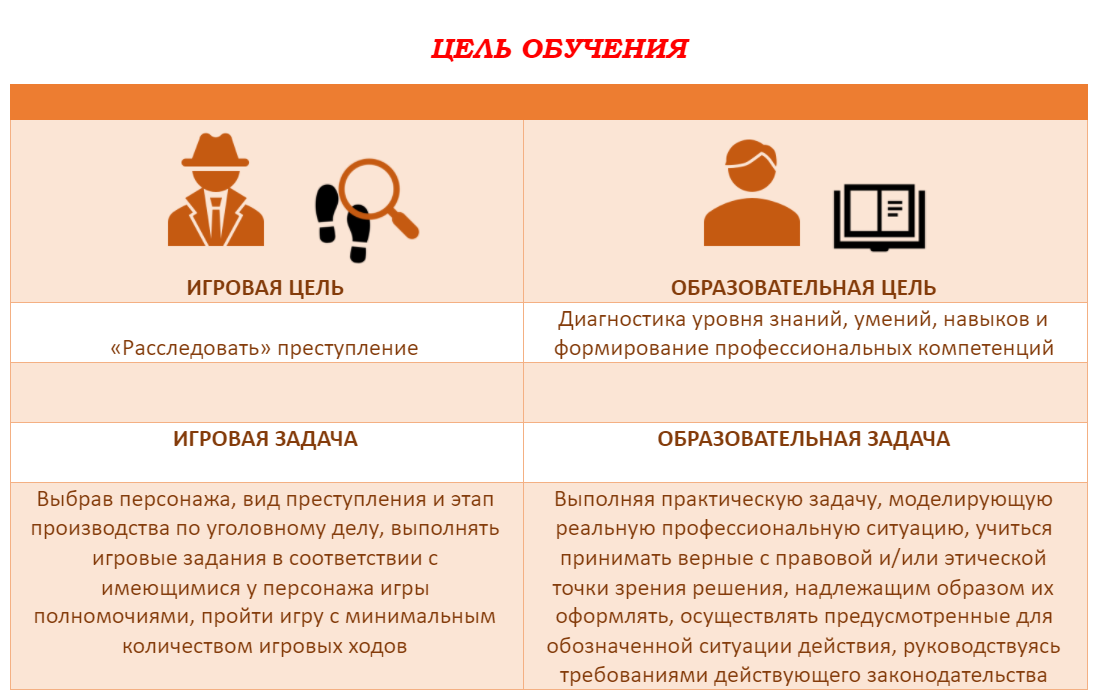 ЦЕЛЬ ОБУЧЕНИЯ
ИГРОВАЯ ЦЕЛЬ
ОБРАЗОВАТЕЛЬНАЯ ЦЕЛЬ
«Расследовать» преступление
Диагностика уровня знаний, умений, навыков и
формирование профессиональных компетенций
ИГРОВАЯ ЗАДАЧА
ОБРАЗОВАТЕЛЬНАЯ ЗАДАЧА
Выбрав персонажа, вид преступления и этап
производства по уголовному делу, выполнять
игровые задания в соответствии с
имеющимися у персонажа игры
полномочиями, пройти игру с минимальным
количеством игровых ходов
Выполняя практическую задачу, моделирующую
реальную профессиональную ситуацию, учиться
принимать верные с правовой и/или этической
точки зрения решения, надлежащим образом их
оформлять, осуществлять предусмотренные для
обозначенной ситуации действия, руководствуясь
требованиями действующего законодательства